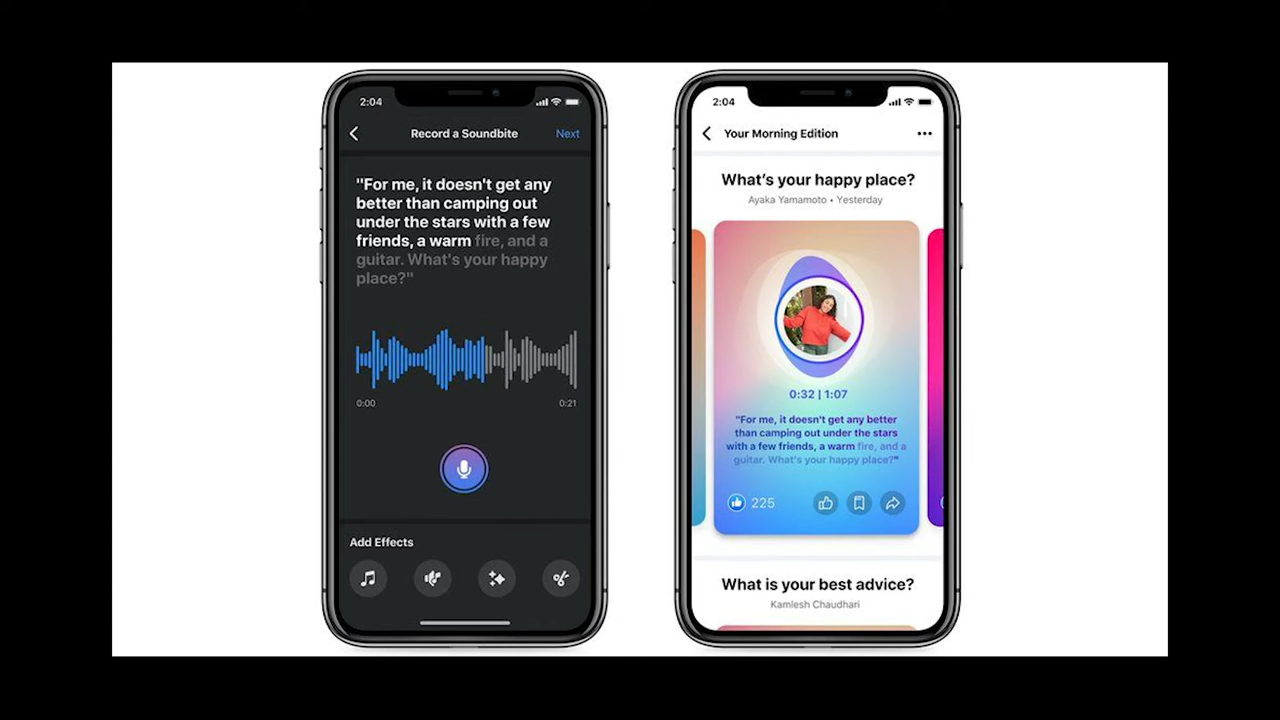 2:04
Record a Soundbite
Next
"For me, it doesn't get any
better than camping out
under the stars with a few
friends, a warm fire, and a
guitar. What's your happy
place?"
0:00
0:21
Add Effects
2:04
Your Morning Edition
What's your happy place?
Ayaka Yamamoto • Yesterday
0:32 | 1:07
"For me, it doesn't get any better
than camping out under the stars
with a few friends, a warm fire, and a
guitar. What's your happy place?"
225
What is your best advice?
Kamlesh Chaudhari